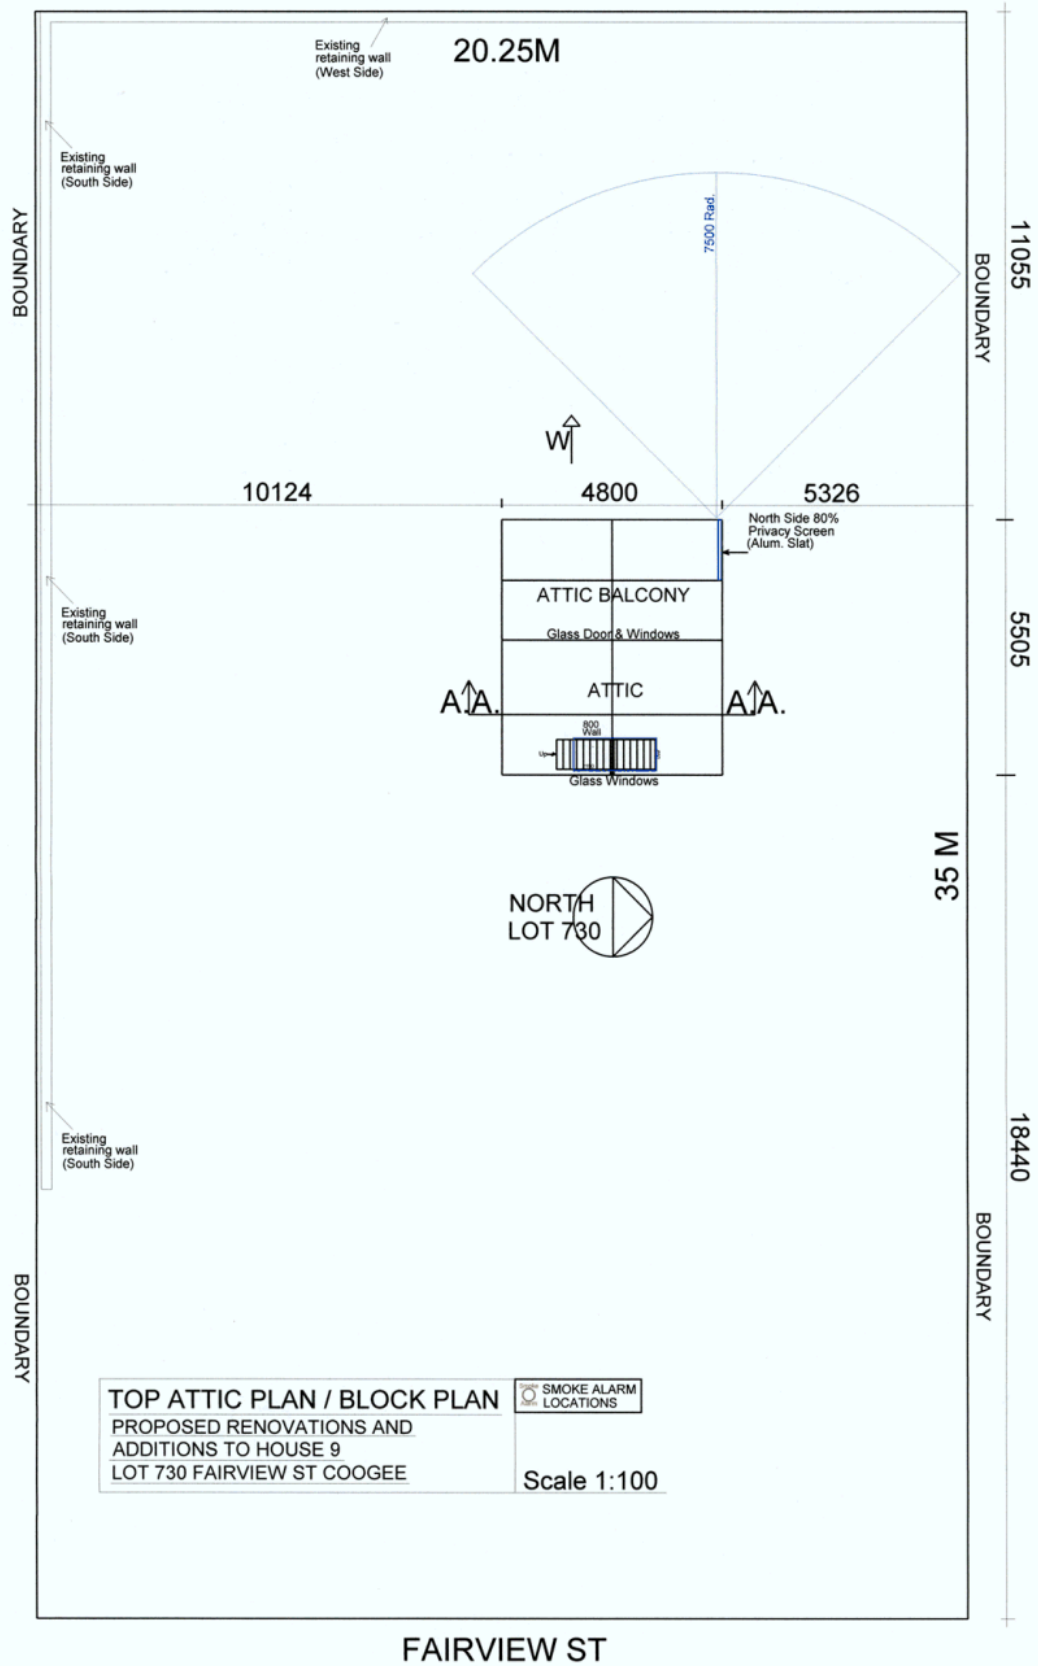 Existing
retaining wall
(West Side)
20.25M
Existing
retaining wall
(South Side)
BOUNDARY
7500 Rad.
11055
BOUNDARY
W
10124
4800
5326
North Side 80%
Privacy Screen
(Alum. Slat)
ATTIC BALCONY
Glass Door & Windows
Existing
retaining wall
(South Side)
5505
ATTIC
A.A.
A.A.
800
Wall
Up
Glass Windows
35 M
NORTH
LOT 730
Existing
retaining wall
(South Side)
18440
BOUNDARY
BOUNDARY
TOP ATTIC PLAN / BLOCK PLAN
PROPOSED RENOVATIONS AND
ADDITIONS TO HOUSE 9
LOT 730 FAIRVIEW ST COOGEE
Smoke
Alarm
SMOKE ALARM
LOCATIONS
Scale 1:100
FAIRVIEW ST